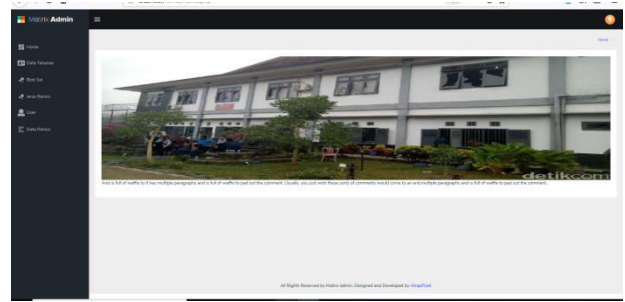 Matrix Admin
Home
Home
Data Tahanan
Blok Sel
Jenis Remisi
User
Data Remisi
detikcom
And is full of waffle to it has multiple paragraphs and is full of waffle to pad out the comment. Usually, you just wish these sorts of comments would come to an end.multiple paragraphs and is full of waffle to pad out the comment.
All Rights Reserved by Matrix-admin. Designed and Developed by WrapPixel.